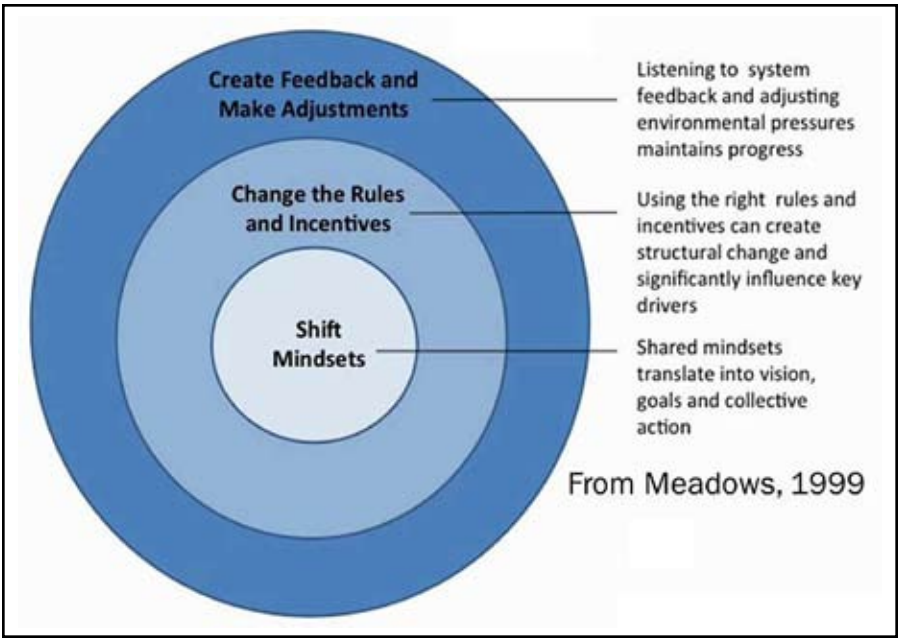 Create Feedback and
Make Adjustments
Listening to system
feedback and adjusting
environmental pressures
maintains progress
Change the Rules
and Incentives
Using the right rules and
incentives can create
structural change and
significantly influence key
drivers
Shift
Mindsets
Shared mindsets
translate into vision,
goals and collective
action
From Meadows, 1999